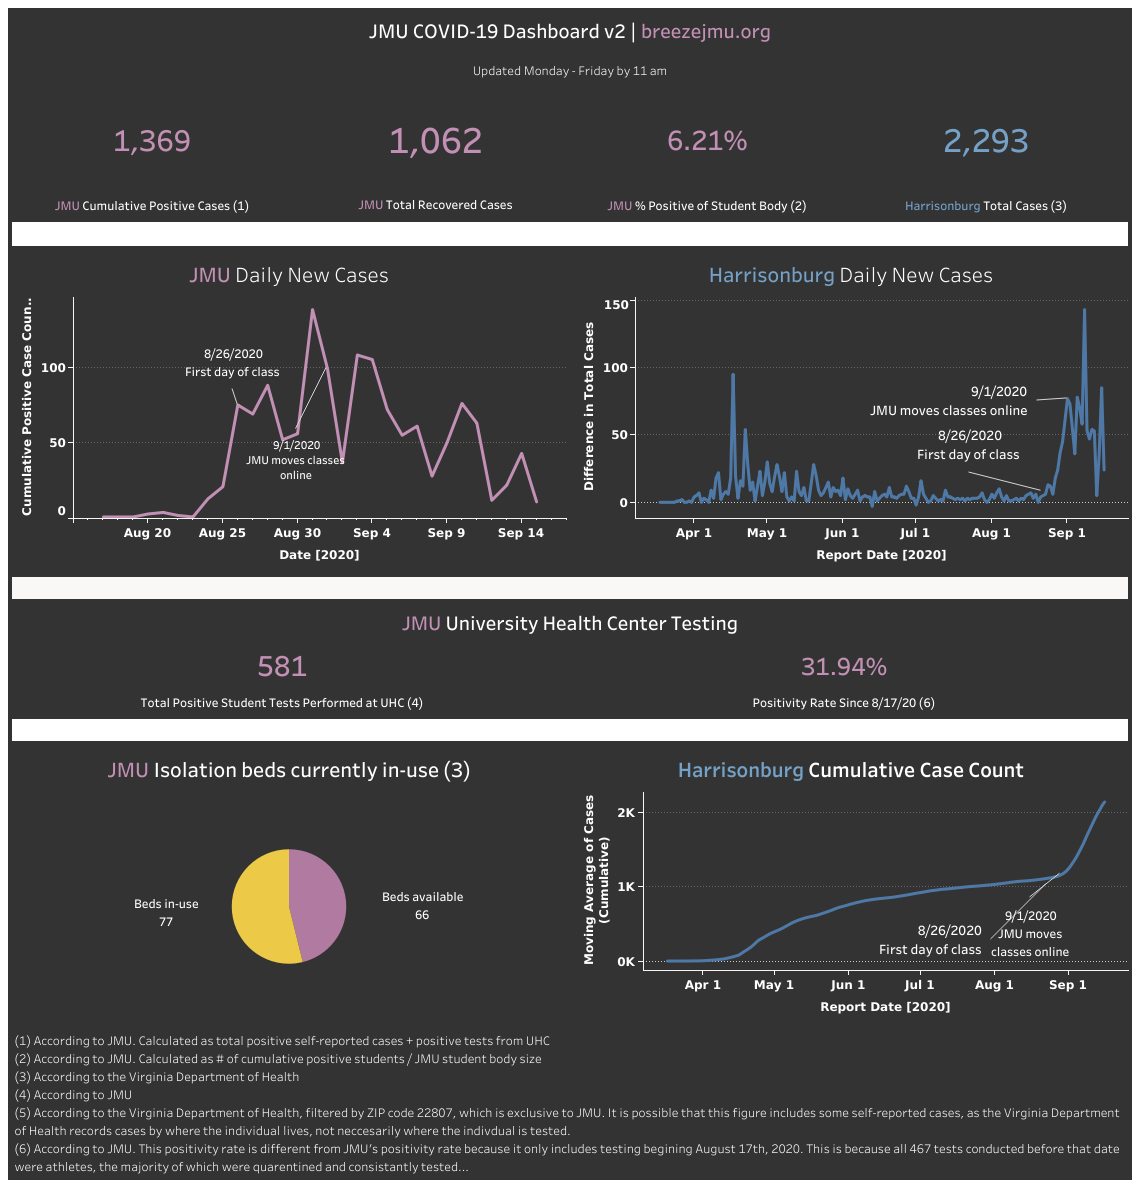 JMU COVID-19 Dashboard v2 | breezejmu.org
Updated Monday - Friday by 11 am
1,369
1,062
6.21%
2,293
JMU Cumulative Positive Cases (1)
JMU Total Recovered Cases
JMU % Positive of Student Body (2)
Harrisonburg Total Cases (3)
JMU Daily New Cases
Cumulative Positive Case Coun..
100
50
0
8/26/2020
First day of class
9/1/2020
JMU moves classes
online
Aug 20
Aug 25
Aug 30
Sep 4
Sep 9
Sep 14
Date [2020]
Harrisonburg Daily New Cases
Difference in Total Cases
150
100
50
0
9/1/2020
JMU moves classes online
8/26/2020
First day of class
Apr 1
May 1
Jun 1
Jul 1
Aug 1
Sep 1
Report Date [2020]
JMU University Health Center Testing
581
31.94%
Total Positive Student Tests Performed at UHC (4)
Positivity Rate Since 8/17/20 (6)
JMU Isolation beds currently in-use (3)
Beds in-use
77
Beds available
66
Harrisonburg Cumulative Case Count
Moving Average of Cases
(Cumulative)
2K
1K
0K
8/26/2020
First day of class
9/1/2020
JMU moves
classes online
Apr 1
May 1
Jun 1
Jul 1
Aug 1
Sep 1
Report Date [2020]
(1) According to JMU. Calculated as total positive self-reported cases + positive tests from UHC
(2) According to JMU. Calculated as # of cumulative positive students / JMU student body size
(3) According to the Virginia Department of Health
(4) According to JMU
(5) According to the Virginia Department of Health, filtered by ZIP code 22807, which is exclusive to JMU. It is possible that this figure includes some self-reported cases, as the Virginia Department
of Health records cases by where the individual lives, not neccesarily where the indivdual is tested.
(6) According to JMU. This positivity rate is different from JMU's positivity rate because it only includes testing begining August 17th, 2020. This is because all 467 tests conducted before that date
were athletes, the majority of which were quarentined and consistantly tested...